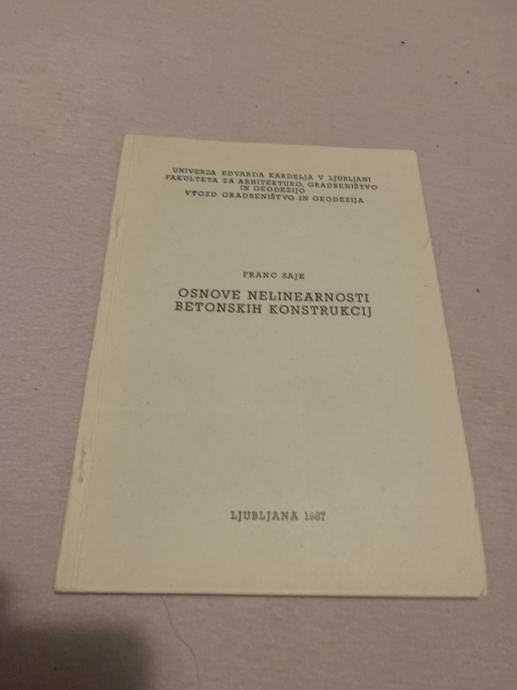 UNIVERZA EDVARDA KARDELJA V LJUBLJANI
FAKULTETA ZA ARHITEKTURO, GRADBENIŠTVO
IN GEODEZIJO
VTOZD GRADBENIŠTVO IN GEODEZIJA
FRANC SAJE
OSNOVE NELINEARNOSTI
BETONSKIH KONSTRUKCIJ
LJUBLJANA 1987